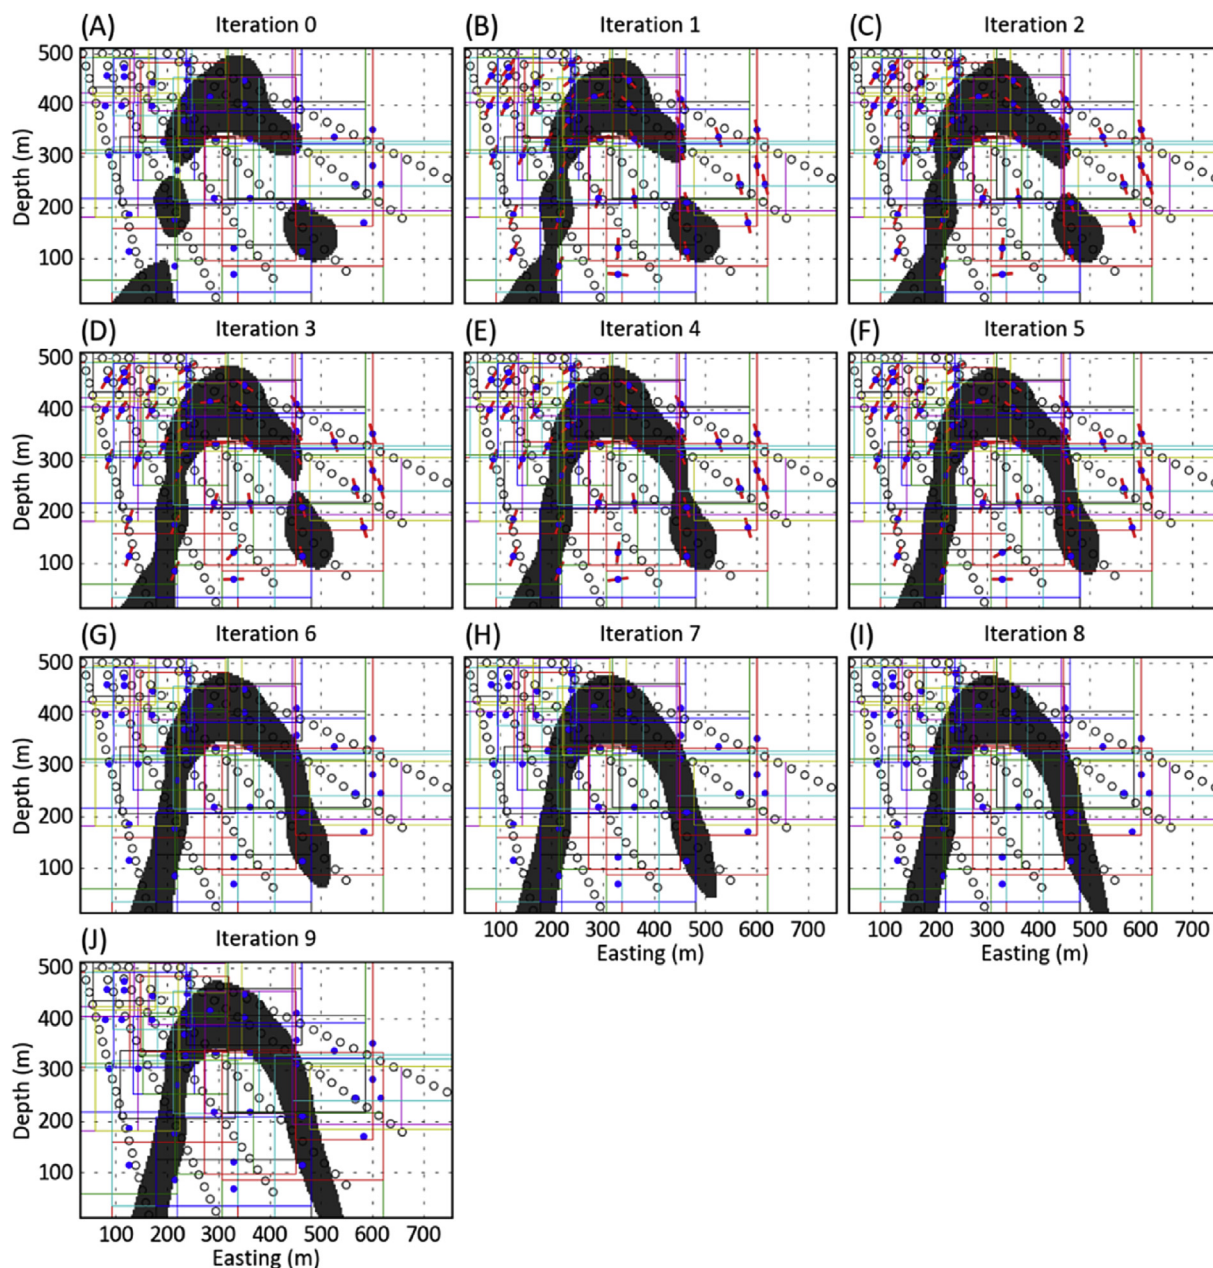 (A) Iteration 0
(B) Iteration 1
(C) Iteration 2
500
400
300
200
100
Depth (m)
(D) Iteration 3
(E) Iteration 4
(F) Iteration 5
500
400
300
200
100
Depth (m)
(G) Iteration 6
(H) Iteration 7
(I) Iteration 8
500
400
300
200
100
Depth (m)
100 200 300 400 500 600 700
Easting (m)
100 200 300 400 500 600 700
(J) Iteration 9
500
400
300
200
100
Depth (m)
100 200 300 400 500 600 700
Easting (m)